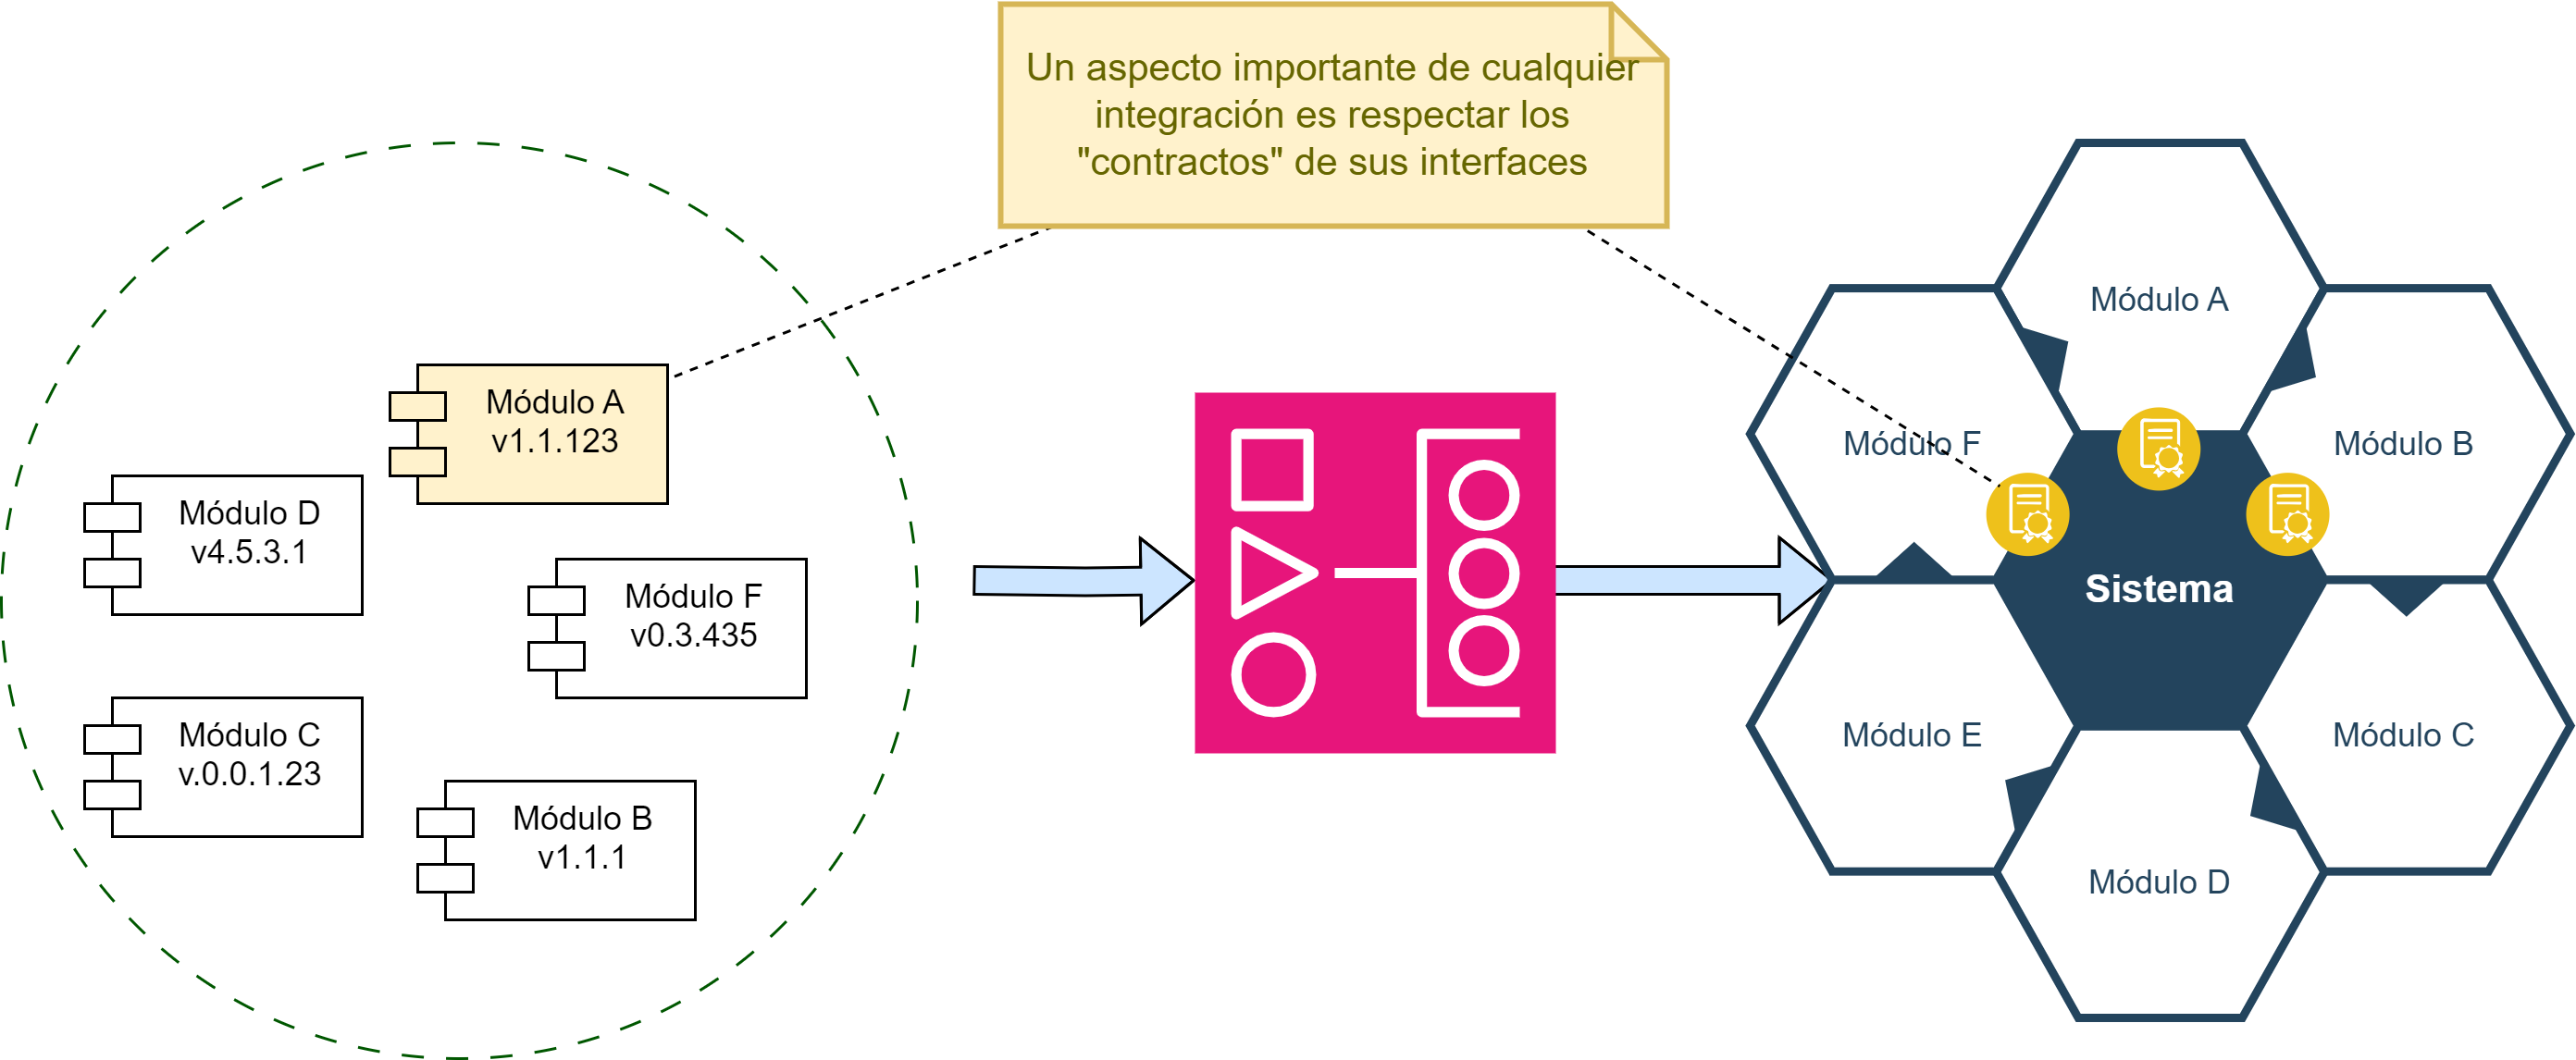 Un aspecto importante de cualquier
integración es respectar los
"contractos" de sus interfaces
Módulo A
v1.1.123
Módulo D
v4.5.3.1
Módulo F
v0.3.435
Módulo C
v.0.0.1.23
Módulo B
v1.1.1
Módulo A
Módulo F
Módulo B
Sistema
Módulo E
Módulo C
Módulo D